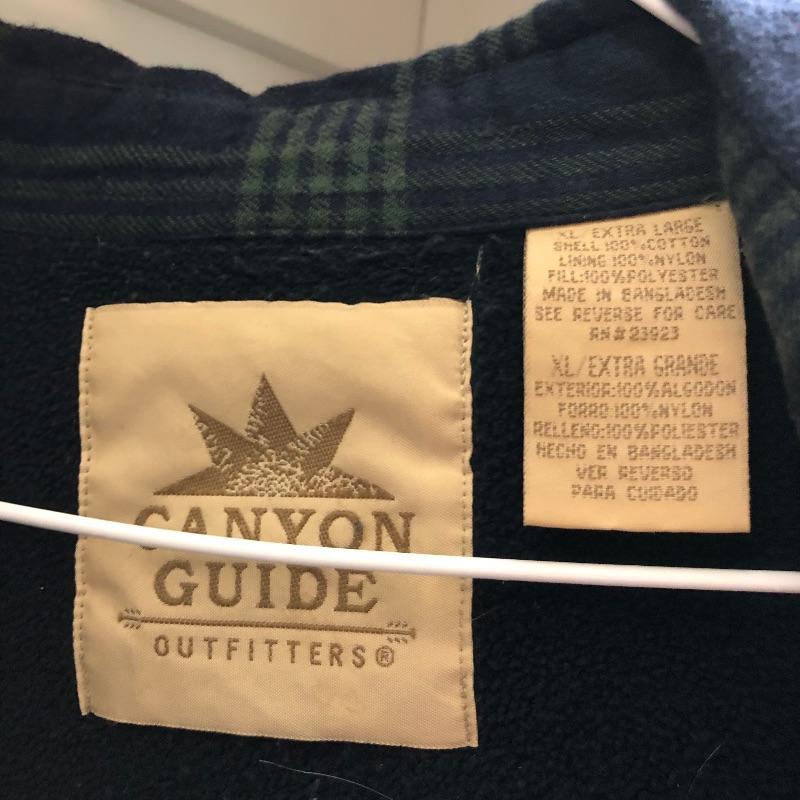 CANYON
GUIDE
OUTFITTERS®
XL/EXTRA LARGE
SHELL:100%COTTON
LINING:100%NYLON
FILL:100%POLYESTER
MADE IN BANGLADESH
SEE REVERSE FOR CARE
RN#23923
XL/EXTRA GRANDE
EXTERIOR:100%ALGODON
FORRO:100%NYLON
RELLENO:100%POLIESTER
HECHO EN BANGLADESH
VER REVERSO
PARA CUIDADO